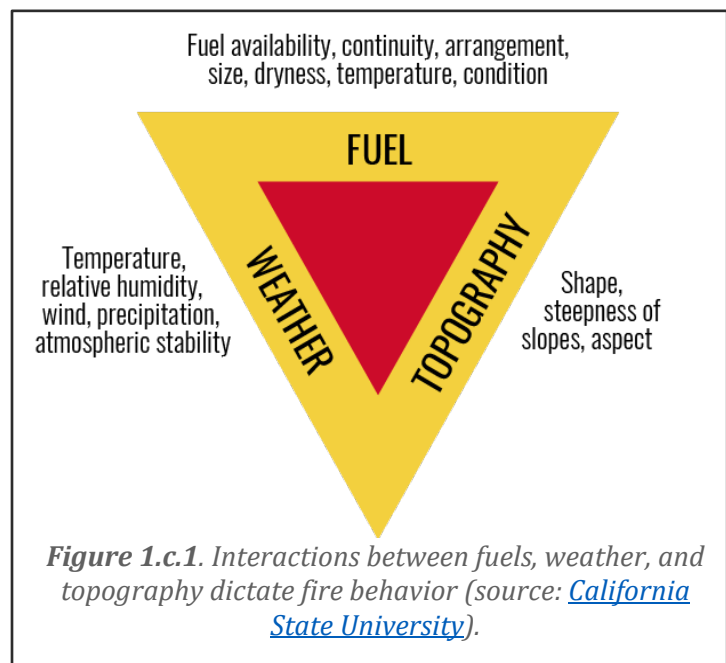 Fuel availability, continuity, arrangement,
size, dryness, temperature, condition
FUEL
WEATHER
TOPOGRAPHY
Temperature,
relative humidity,
wind, precipitation,
atmospheric stability
Shape,
steepness of
slopes, aspect
Figure 1.c.1. Interactions between fuels, weather, and
topography dictate fire behavior (source: California
State University).